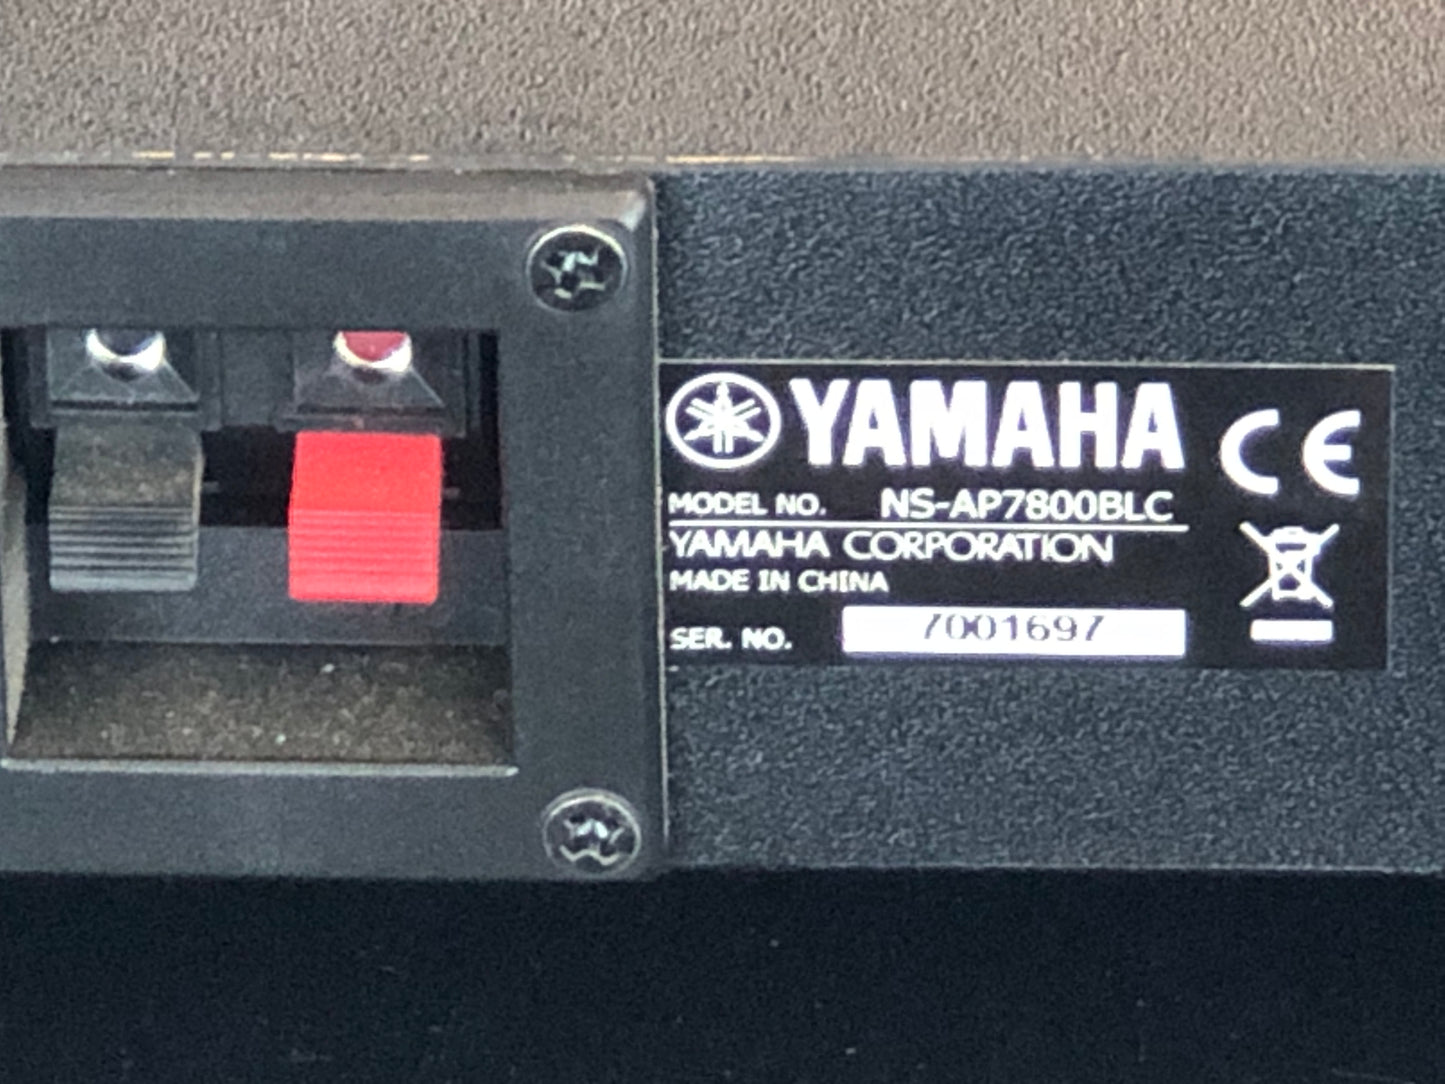 YAMAHA
CE
MODEL NO. NS-AP7800BLC
YAMAHA CORPORATION
MADE IN CHINA
SER. NO. 7001697